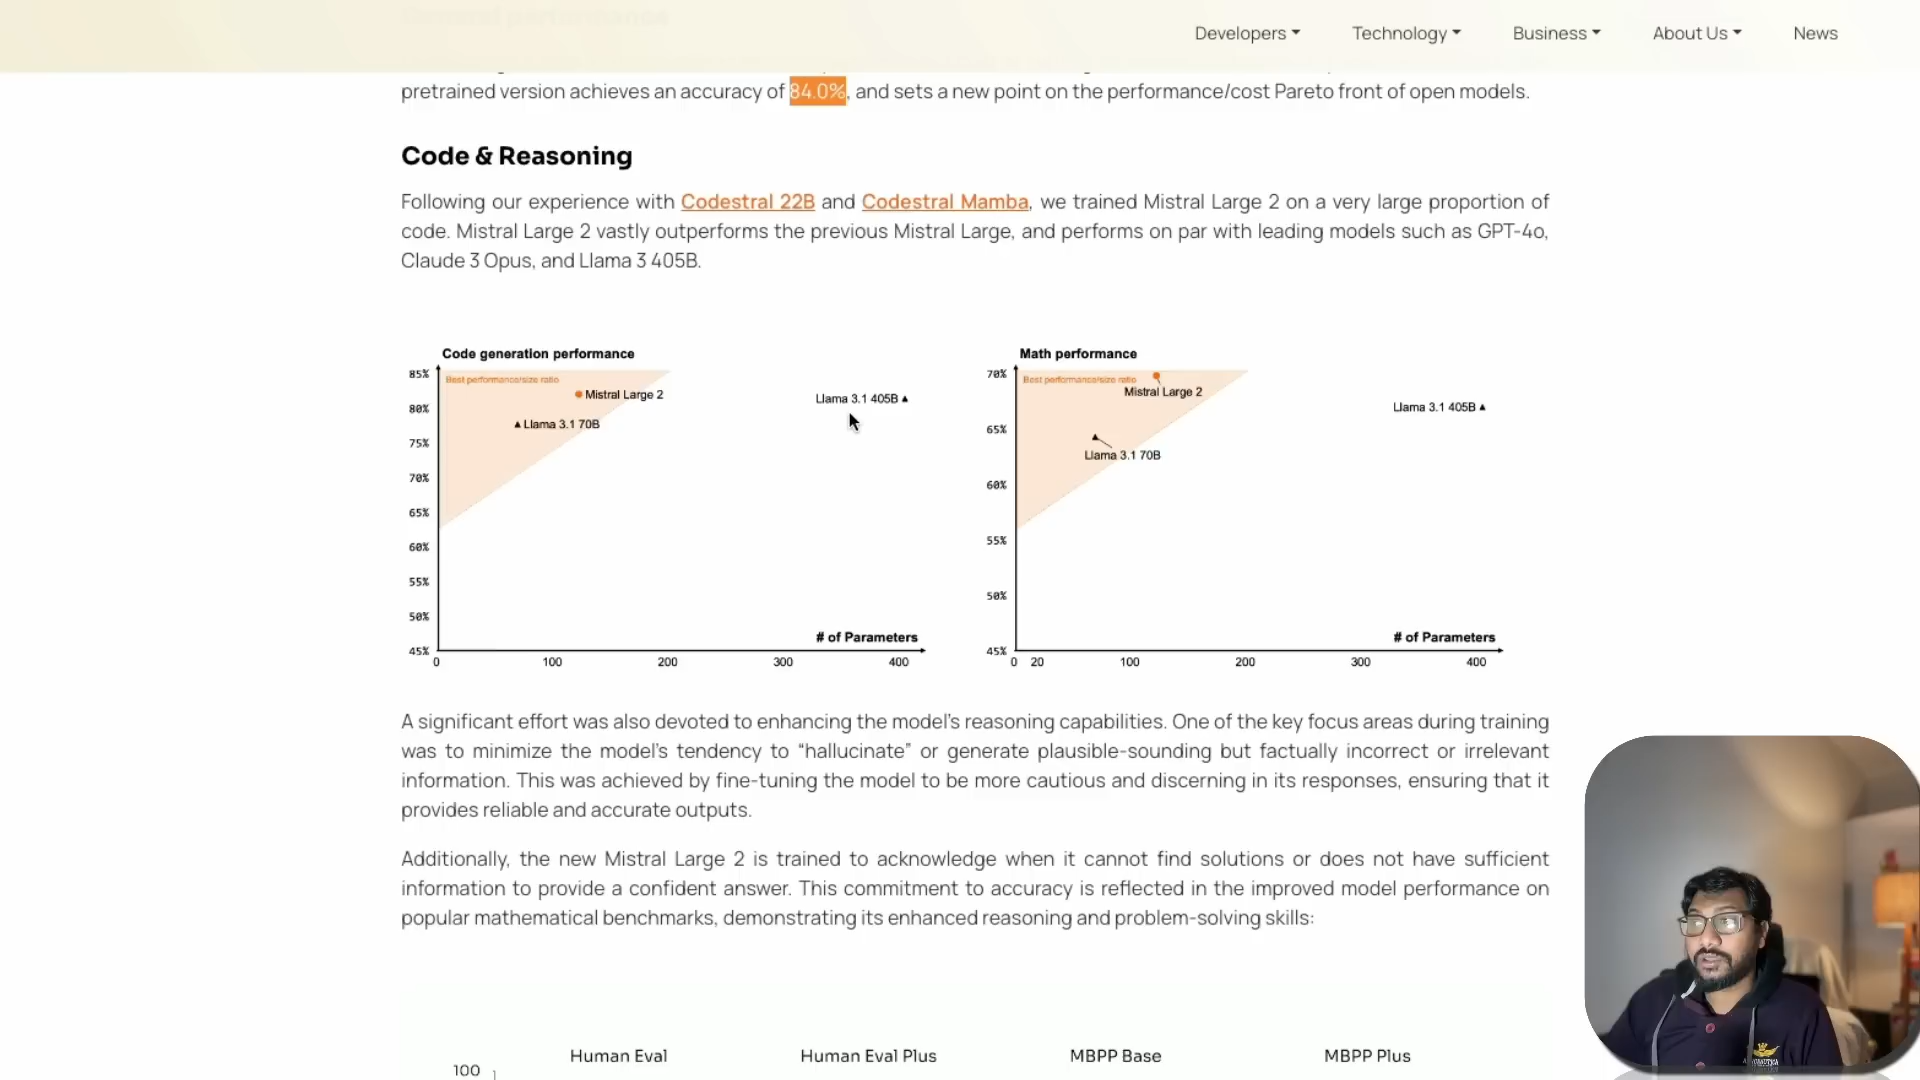 Developers
Technology
Business
About Us
News
pretrained version achieves an accuracy of 84.0%, and sets a new point on the performance/cost Pareto front of open models.
Code & Reasoning
Following our experience with Codestral 22B and Codestral Mamba, we trained Mistral Large 2 on a very large proportion of
code. Mistral Large 2 vastly outperforms the previous Mistral Large, and performs on par with leading models such as GPT-4o,
Claude 3 Opus, and Llama 3 405B.
Code generation performance
85%
Best performance/size ratio
Mistral Large 2
Llama 3.1 405B
80%
Llama 3.1 70B
75%
70%
65%
60%
55%
50%
# of Parameters
45%
0 100 200 300 400
Math performance
70%
Best performance/size ratio
Mistral Large 2
Llama 3.1 405B
65%
Llama 3.1 70B
60%
55%
50%
# of Parameters
45%
0 20 100 200 300 400
A significant effort was also devoted to enhancing the model's reasoning capabilities. One of the key focus areas during training
was to minimize the model's tendency to “hallucinate” or generate plausible-sounding but factually incorrect or irrelevant
information. This was achieved by fine-tuning the model to be more cautious and discerning in its responses, ensuring that it
provides reliable and accurate outputs.
Additionally, the new Mistral Large 2 is trained to acknowledge when it cannot find solutions or does not have sufficient
information to provide a confident answer. This commitment to accuracy is reflected in the improved model performance on
popular mathematical benchmarks, demonstrating its enhanced reasoning and problem-solving skills:
Human Eval
Human Eval Plus
MBPP Base
MBPP Plus
100